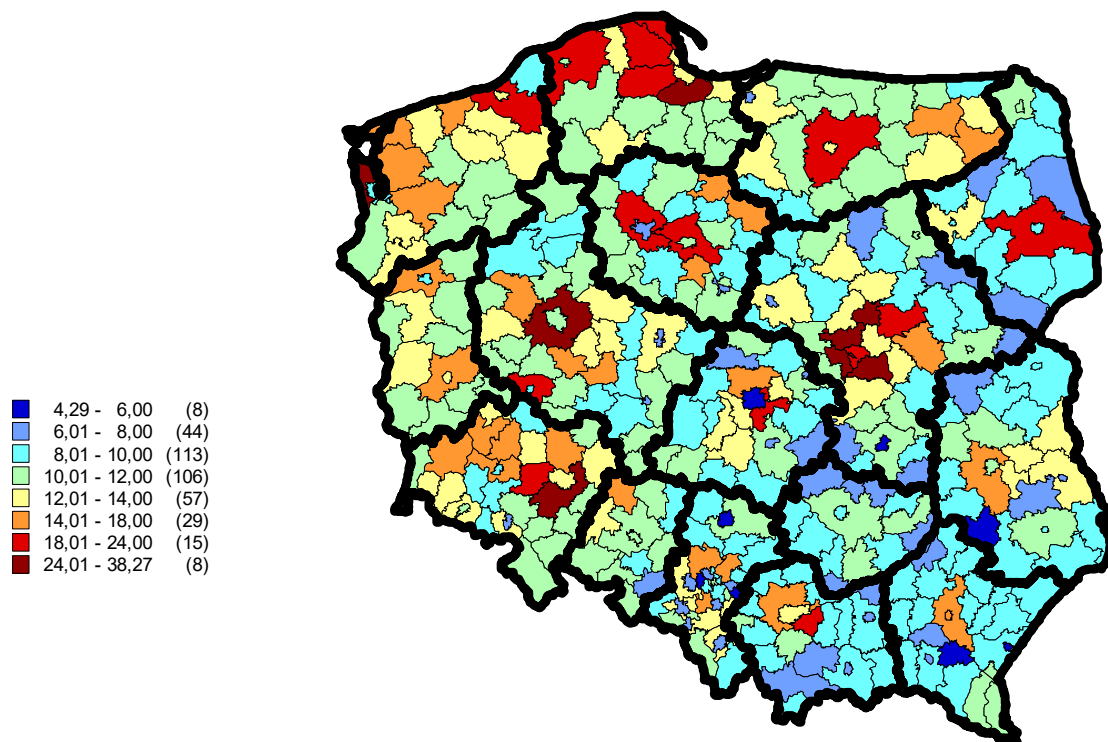 4,29 - 6,00 (8)
6,01 - 8,00 (44)
8,01 - 10,00 (113)
10,01 - 12,00 (106)
12,01 - 14,00 (57)
14,01 - 18,00 (29)
18,01 - 24,00 (15)
24,01 - 38,27 (8)